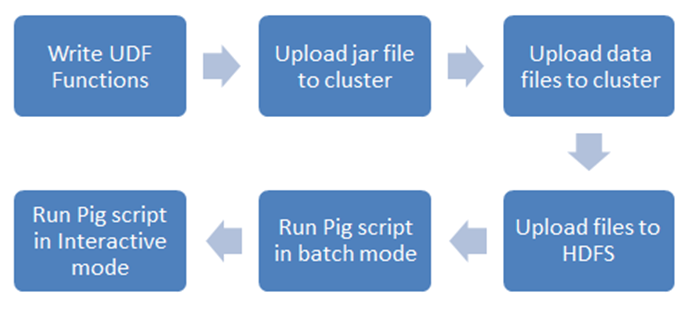 Write UDF
Functions
Upload jar file
to cluster
Upload data
files to cluster
Upload files to
HDFS
Run Pig script
in batch mode
Run Pig script
in Interactive
mode